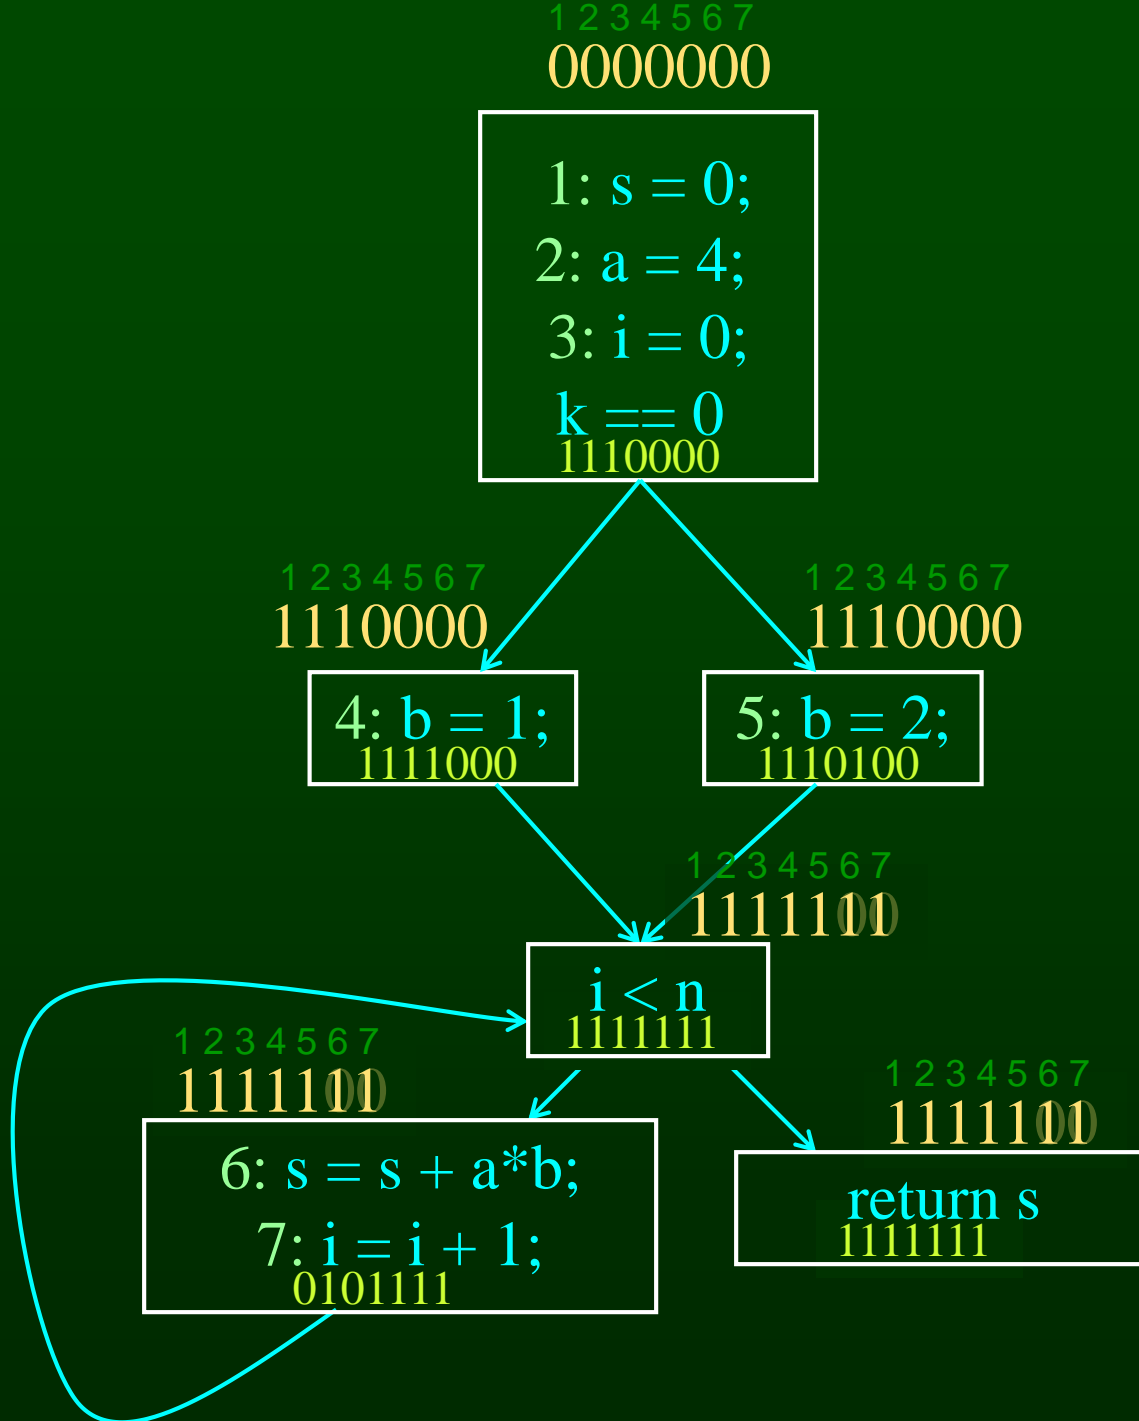 1 2 3 4 5 6 7
0000000
1: s = 0;
2: a = 4;
3: i = 0;
k == 0
1110000
1 2 3 4 5 6 7
1110000
1 2 3 4 5 6 7
1110000
4: b = 1;
1111000
5: b = 2;
1110100
1 2 3 4 5 6 7
1111111
i < n
1111111
1 2 3 4 5 6 7
1111111
6: s = s + a*b;
7: i = i + 1;
0101111
1 2 3 4 5 6 7
1111111
return s
1111111